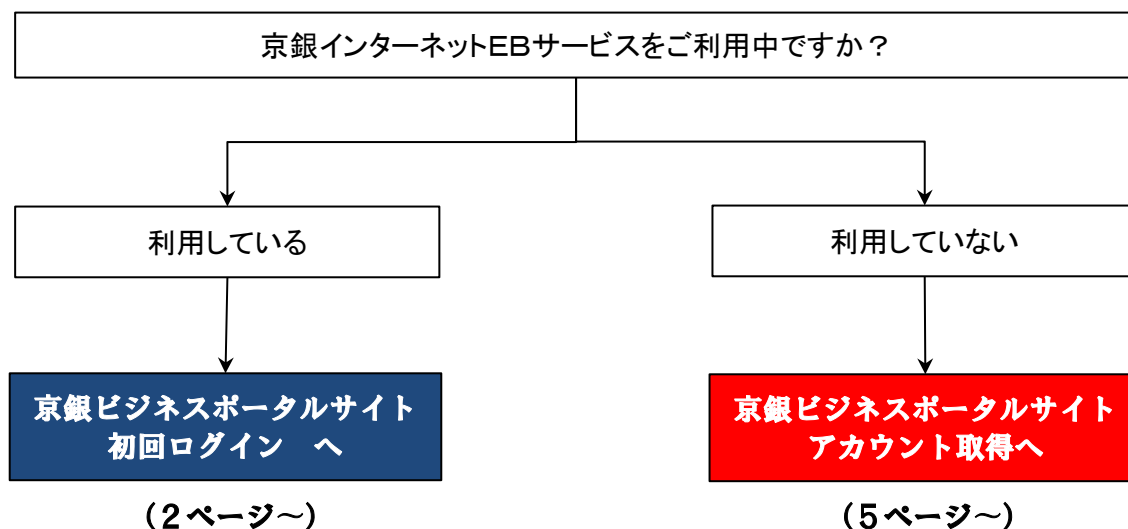 京銀インターネットEBサービスをご利用中ですか？
利用している
利用していない
京銀ビジネスポータルサイト
初回ログイン　へ
京銀ビジネスポータルサイト
アカウント取得へ
(２ページ～)
(５ページ～)